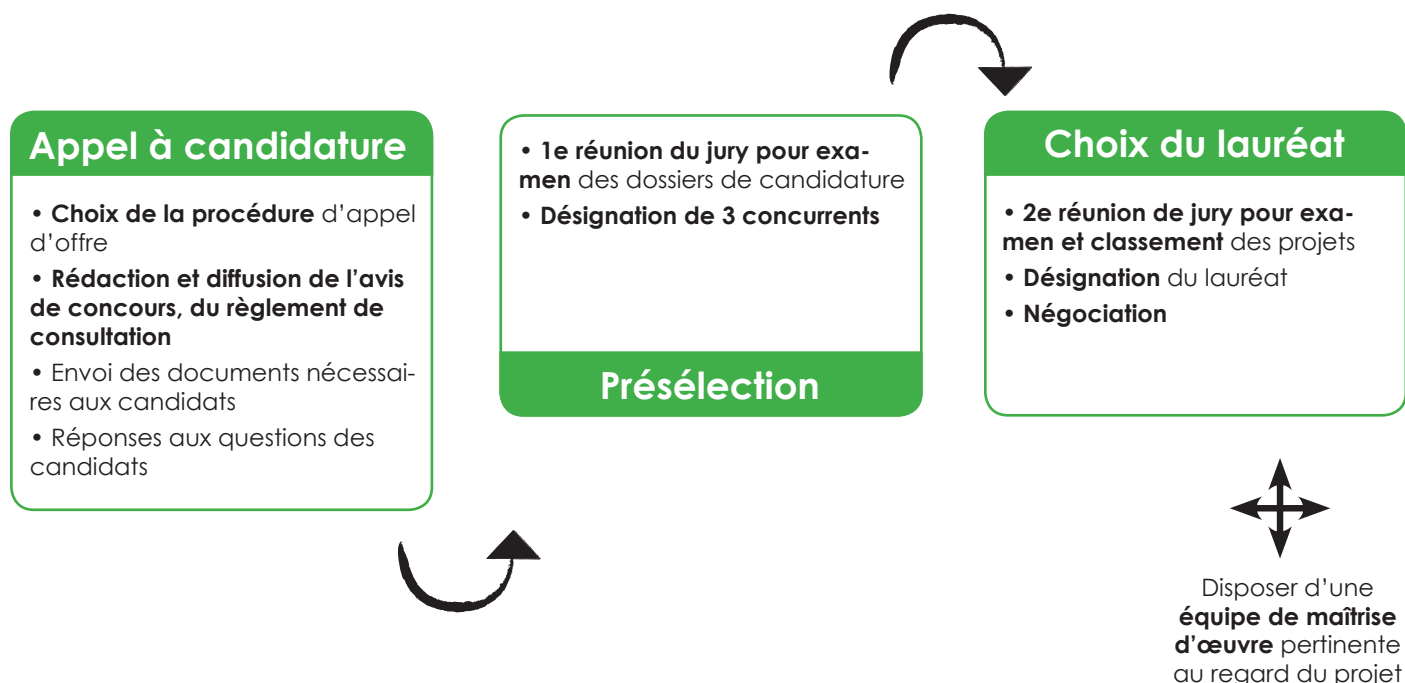 Appel à candidature
• Choix de la procédure d’appel
d’offre
• Rédaction et diffusion de l’avis
de concours, du règlement de
consultation
• Envoi des documents nécessai-
res aux candidats
• Réponses aux questions des
candidats
• 1e réunion du jury pour exa-
men des dossiers de candidature
• Désignation de 3 concurrents
Présélection
Choix du lauréat
• 2e réunion de jury pour exa-
men et classement des projets
• Désignation du lauréat
• Négociation
Disposer d’une
équipe de maîtrise
d’œuvre pertinente
au regard du projet